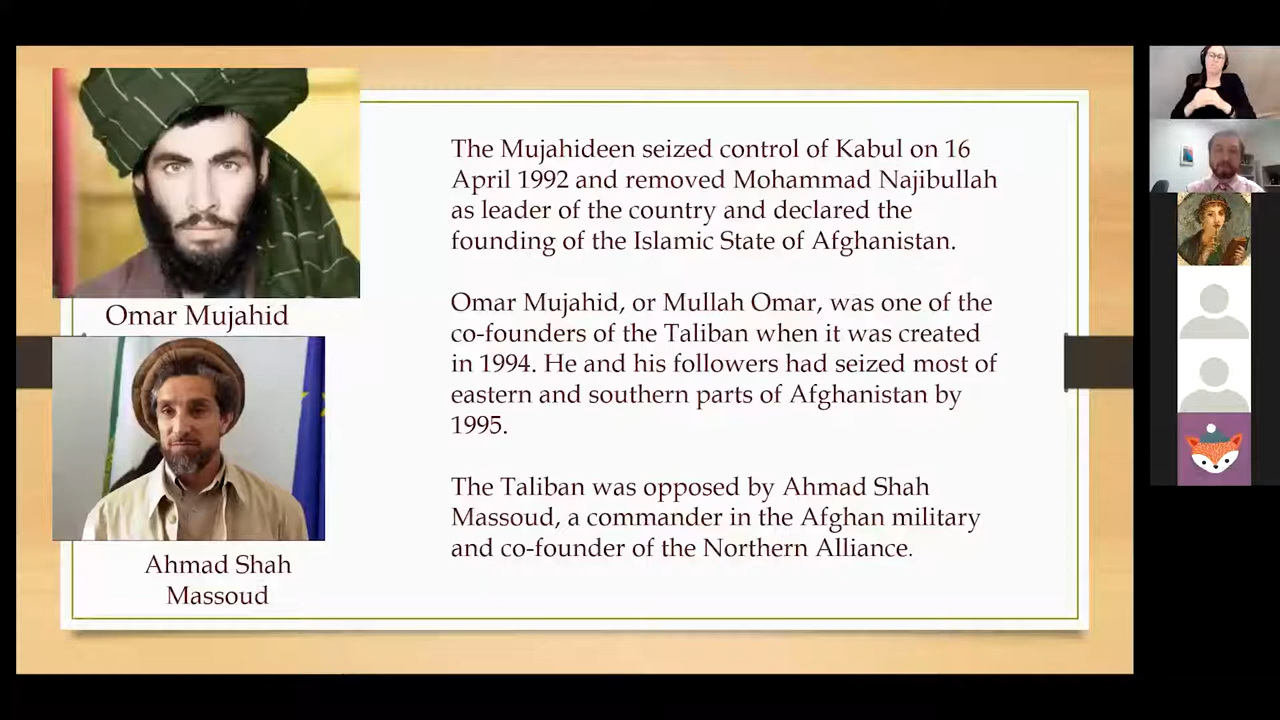 Omar Mujahid
Ahmad Shah
Massoud
The Mujahideen seized control of Kabul on 16
April 1992 and removed Mohammad Najibullah
as leader of the country and declared the
founding of the Islamic State of Afghanistan.
Omar Mujahid, or Mullah Omar, was one of the
co-founders of the Taliban when it was created
in 1994. He and his followers had seized most of
eastern and southern parts of Afghanistan by
1995.
The Taliban was opposed by Ahmad Shah
Massoud, a commander in the Afghan military
and co-founder of the Northern Alliance.